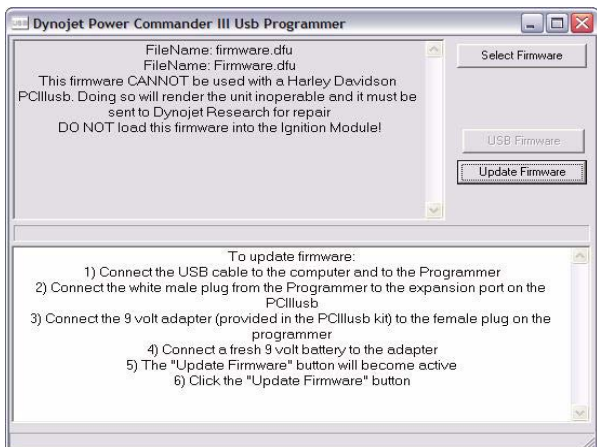 Dynojet Power Commander III Usb Programmer
FileName: firmware.dfu
FileName: Firmware.dfu
This firmware CANNOT be used with a Harley Davidson
PCIIIusb. Doing so will render the unit inoperable and it must be
sent to Dynojet Research for repair
DO NOT load this firmware into the Ignition Module!
Select Firmware
USB Firmware
Update Firmware
To update firmware:
1) Connect the USB cable to the computer and to the Programmer
2) Connect the white male plug from the Programmer to the expansion port on the
PCIIIusb
3) Connect the 9 volt adapter (provided in the PCIIIusb kit) to the female plug on the
programmer
4) Connect a fresh 9 volt battery to the adapter
5) The "Update Firmware" button will become active
6) Click the "Update Firmware" button